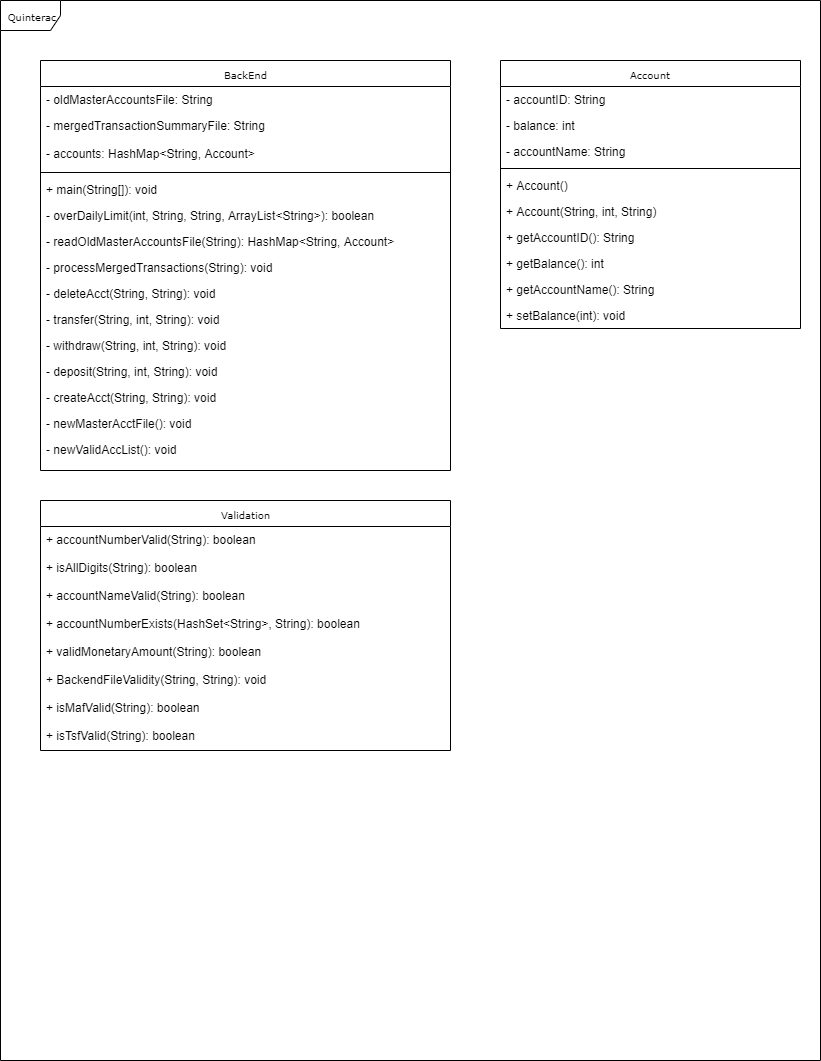 Quinterac
BackEnd
- oldMasterAccountsFile: String
- mergedTransactionSummaryFile: String
- accounts: HashMap<String, Account>
+ main(String[]): void
- overDailyLimit(int, String, String, ArrayList<String>): boolean
- readOldMasterAccountsFile(String): HashMap<String, Account>
- processMergedTransactions(String): void
- deleteAcct(String, String): void
- transfer(String, int, String): void
- withdraw(String, int, String): void
- deposit(String, int, String): void
- createAcct(String, String): void
- newMasterAcctFile(): void
- newValidAccList(): void
Account
- accountID: String
- balance: int
- accountName: String
+ Account()
+ Account(String, int, String)
+ getAccountID(): String
+ getBalance(): int
+ getAccountName(): String
+ setBalance(int): void
Validation
+ accountNumberValid(String): boolean
+ isAllDigits(String): boolean
+ accountNameValid(String): boolean
+ accountNumberExists(HashSet<String>, String): boolean
+ validMonetaryAmount(String): boolean
+ BackendFileValidity(String, String): void
+ isMafValid(String): boolean
+ isTsfValid(String): boolean